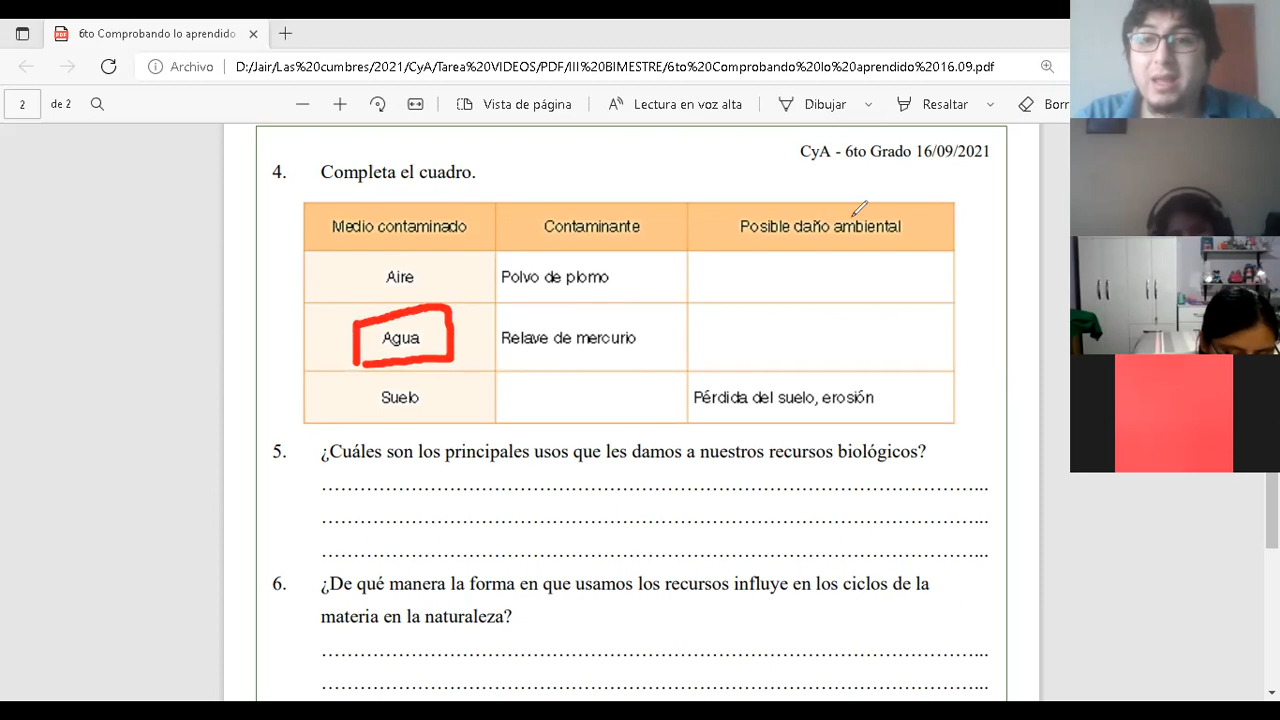 6to Comprobando lo aprendido
Archivo D:/Jair/Las%20cumbres/2021/CyA/Tarea%20VIDEOS/PDF/III%20BIMESTRE/6to%20Comprobando%20lo%20aprendido%2016.09.pdf
2 de 2 Vista de página Lectura en voz alta Dibujar Resaltar Borr
CyA - 6to Grado 16/09/2021
4. Completa el cuadro.
Medio contaminado Contaminante Posible daño ambiental
Aire Polvo de plomo
Agua Relave de mercurio
Suelo Pérdida del suelo, erosión
5. ¿Cuáles son los principales usos que les damos a nuestros recursos biológicos?
6. ¿De qué manera la forma en que usamos los recursos influye en los ciclos de la
materia en la naturaleza?